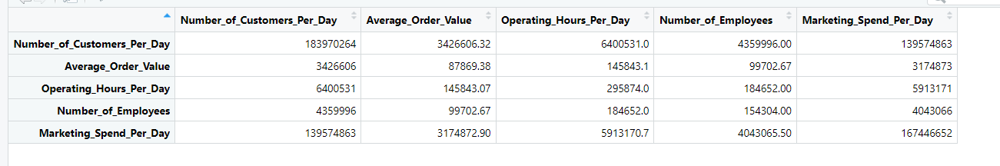 Number_of_Customers_Per_Day Average_Order_Value Operating_Hours_Per_Day Number_of_Employees Marketing_Spend_Per_Day
Number_of_Customers_Per_Day 183970264 3426606.32 6400531.0 4359996.00 139574863
Average_Order_Value 3426606 87869.38 145843.1 99702.67 3174873
Operating_Hours_Per_Day 6400531 145843.07 295874.0 184652.00 5913171
Number_of_Employees 4359996 99702.67 184652.0 154304.00 4043066
Marketing_Spend_Per_Day 139574863 3174872.90 5913170.7 4043065.50 167446652